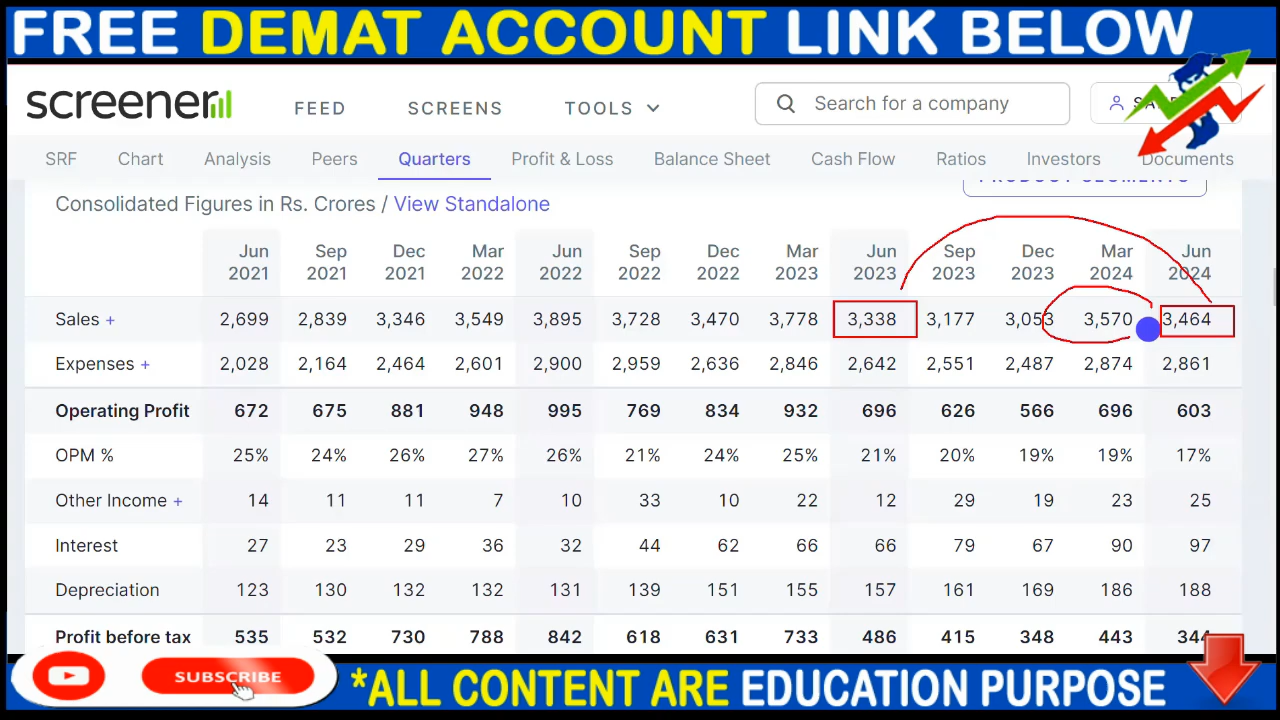 FREE DEMAT ACCOUNT LINK BELOW
screener
FEED SCREENS TOOLS Search for a company
SRF Chart Analysis Peers Quarters Profit & Loss Balance Sheet Cash Flow Ratios Investors Documents
PRODUCT SEGMENTS
Consolidated Figures in Rs. Crores / View Standalone
Jun 2021 Sep 2021 Dec 2021 Mar 2022 Jun 2022 Sep 2022 Dec 2022 Mar 2023 Jun 2023 Sep 2023 Dec 2023 Mar 2024 Jun 2024
Sales + 2,699 2,839 3,346 3,549 3,895 3,728 3,470 3,778 3,338 3,177 3,053 3,570 3,464
Expenses + 2,028 2,164 2,464 2,601 2,900 2,959 2,636 2,846 2,642 2,551 2,487 2,874 2,861
Operating Profit 672 675 881 948 995 769 834 932 696 626 566 696 603
OPM % 25% 24% 26% 27% 26% 21% 24% 25% 21% 20% 19% 19% 17%
Other Income + 14 11 11 7 10 33 10 22 12 29 19 23 25
Interest 27 23 29 36 32 44 62 66 66 79 67 90 97
Depreciation 123 130 132 132 131 139 151 155 157 161 169 186 188
Profit before tax 535 532 730 788 842 618 631 733 486 415 348 443 344
SUBSCRIBE
*ALL CONTENT ARE EDUCATION PURPOSE